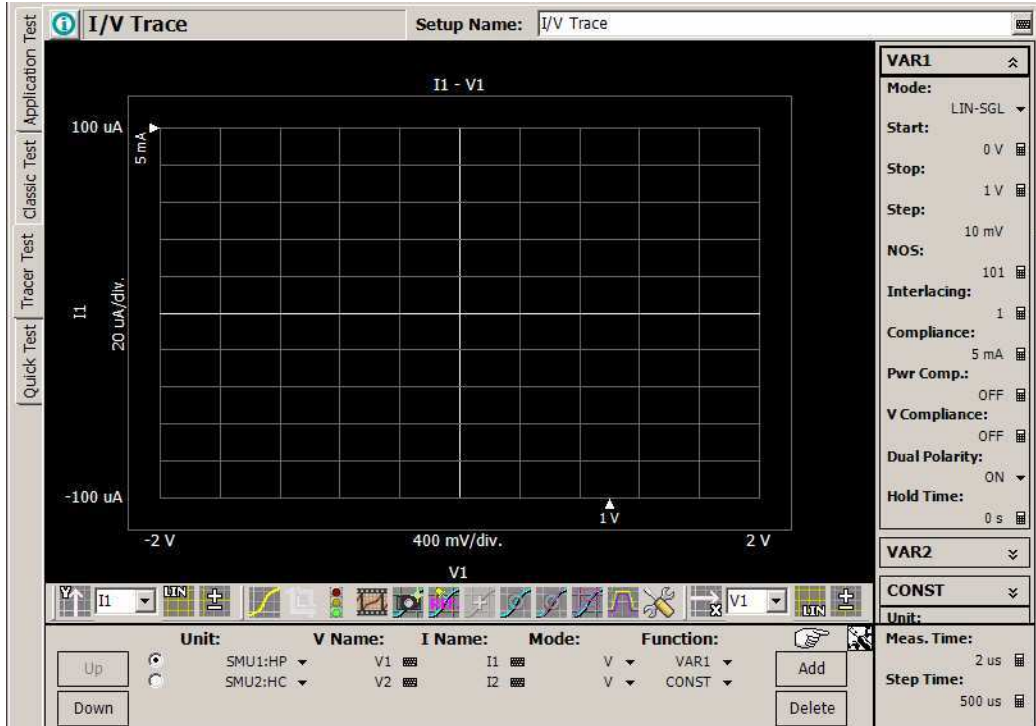 I/V Trace
Setup Name: I/V Trace
Application Test
Classic Test
Tracer Test
Quick Test
I1 - V1
100 uA
5 mA
I1
20 uA/div.
-100 uA
1 V
-2 V
400 mV/div.
2 V
V1
VAR1
Mode:
LIN-SGL
Start:
0 V
Stop:
1 V
Step:
10 mV
NOS:
101
Interlacing:
1
Compliance:
5 mA
Pwr Comp.:
OFF
V Compliance:
OFF
Dual Polarity:
ON
Hold Time:
0 s
VAR2
CONST
Unit:
Y I1 LIN X V1 LIN
Unit: V Name: I Name: Mode: Function:
Up SMU1:HP V1 I1 V VAR1 Add
SMU2:HC V2 I2 V CONST
Down Delete
Meas. Time:
2 us
Step Time:
500 us